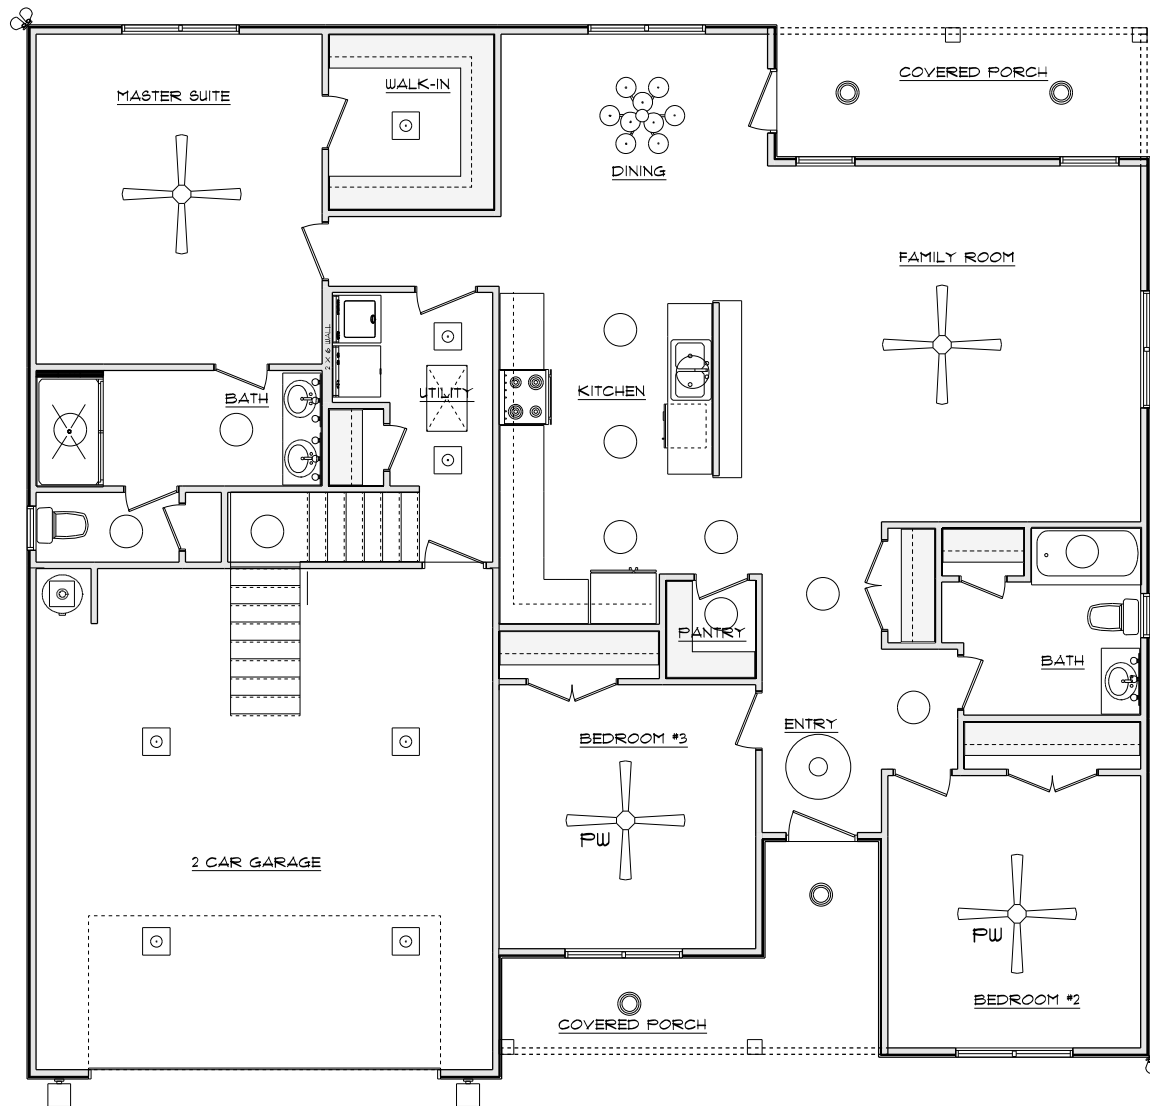 COVERED PORCH
WALK-IN
MASTER SUITE
DINING
FAMILY ROOM
2 X 6 WALL
UTILITY
KITCHEN
BATH
PANTRY
BATH
ENTRY
BEDROOM #3
PW
2 CAR GARAGE
PW
BEDROOM #2
COVERED PORCH